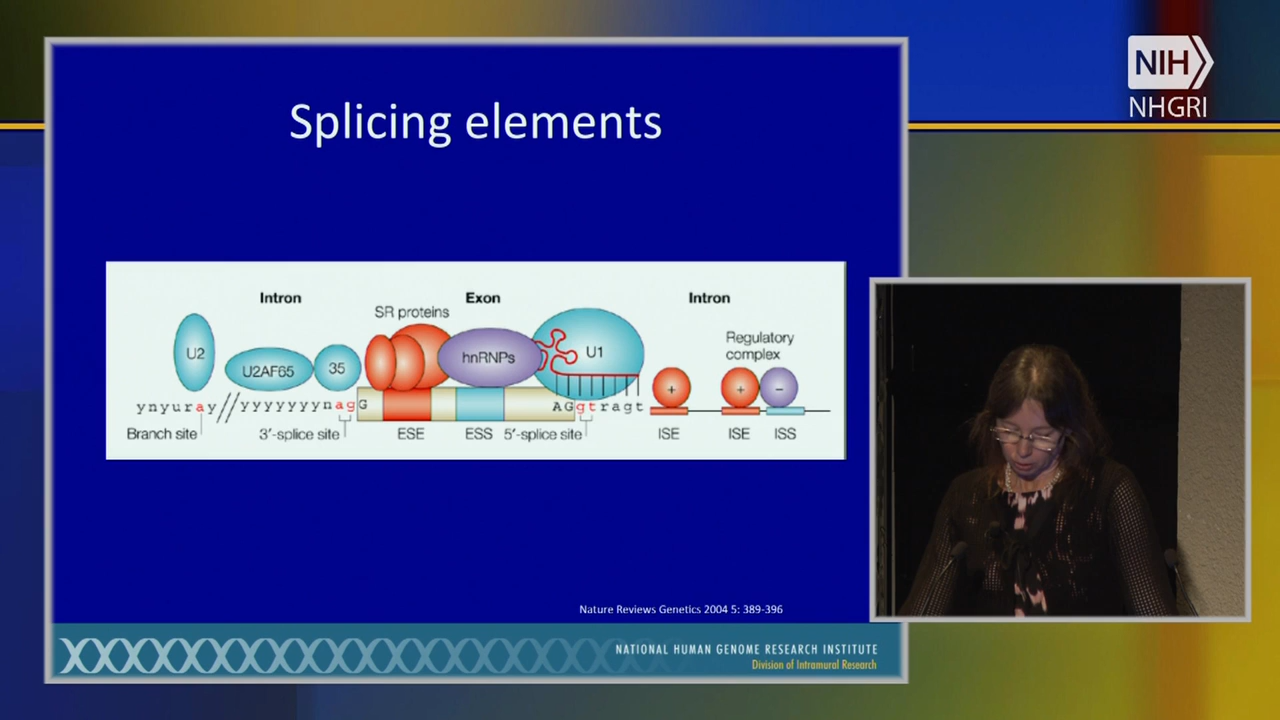 NIH
NHGRI
Splicing elements
Intron
Exon
Intron
SR proteins
Regulatory
complex
U2
U2AF65
35
hnRNPs
U1
+
+
-
ynyuray//yyyyyyynagG
AGgtragt
Branch site
3′-splice site
ESE
ESS
5′-splice site
ISE
ISE
ISS
Nature Reviews Genetics 2004 5: 389-396
NATIONAL HUMAN GENOME RESEARCH INSTITUTE
Division of Intramural Research